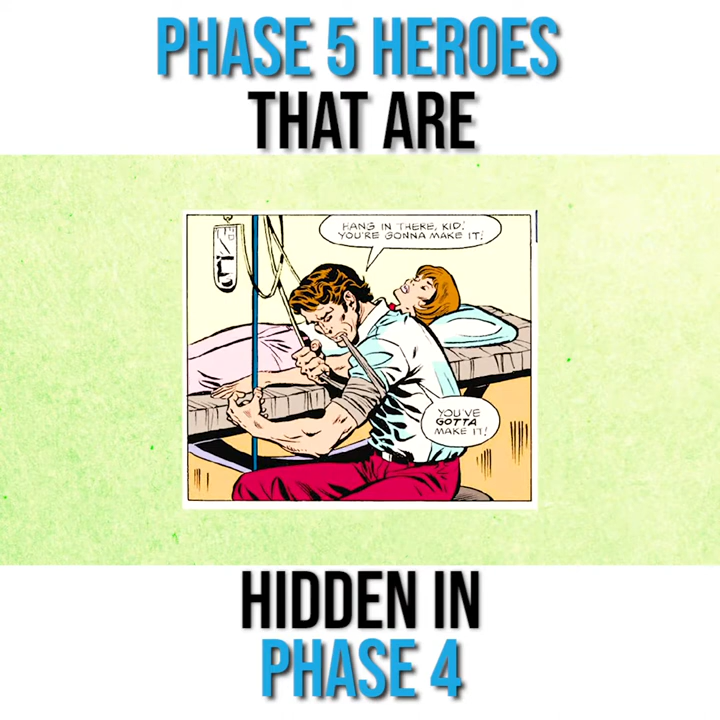 PHASE 5 HEROES
THAT ARE
HANG IN THERE, KID!
YOU'RE GONNA MAKE IT!
YOU'VE
GOTTA
MAKE IT!
HIDDEN IN
PHASE 4